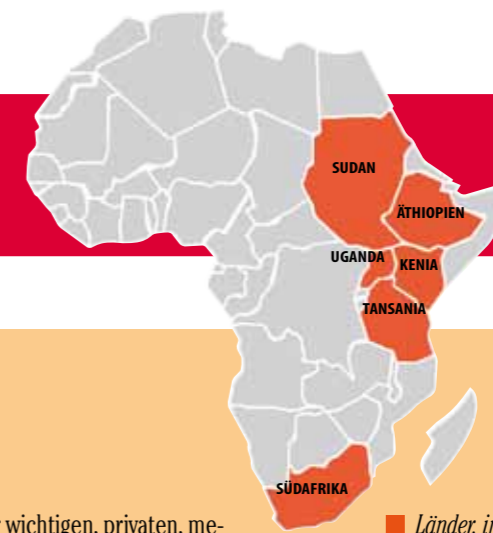 SUDAN
ÄTHIOPIEN
UGANDA
KENIA
TANSANIA
SÜDAFRIKA
wichtigen, privaten, me-
Länder, in